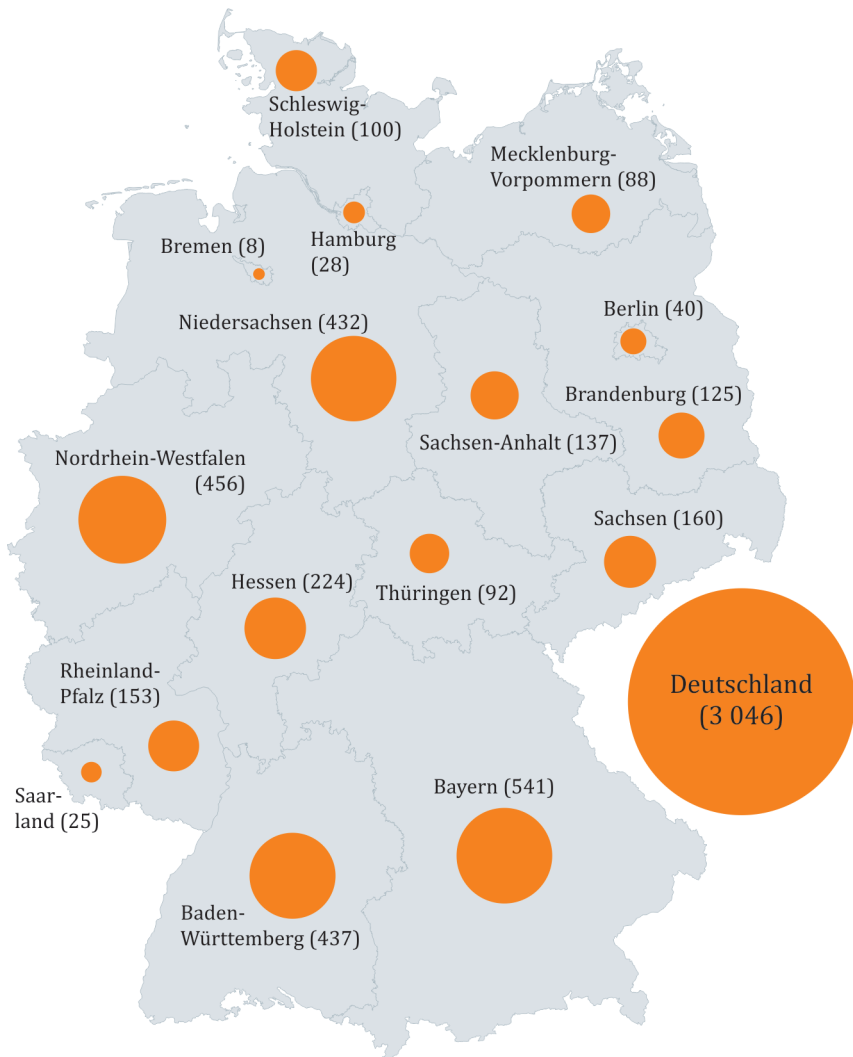 Schleswig-
Holstein (100)
Mecklenburg-
Vorpommern (88)
Hamburg
(28)
Bremen (8)
Niedersachsen (432)
Berlin (40)
Brandenburg (125)
Sachsen-Anhalt (137)
Nordrhein-Westfalen
(456)
Sachsen (160)
Hessen (224)
Thüringen (92)
Rheinland-
Pfalz (153)
Deutschland
(3 046)
Saar-
land (25)
Bayern (541)
Baden-
Württemberg (437)